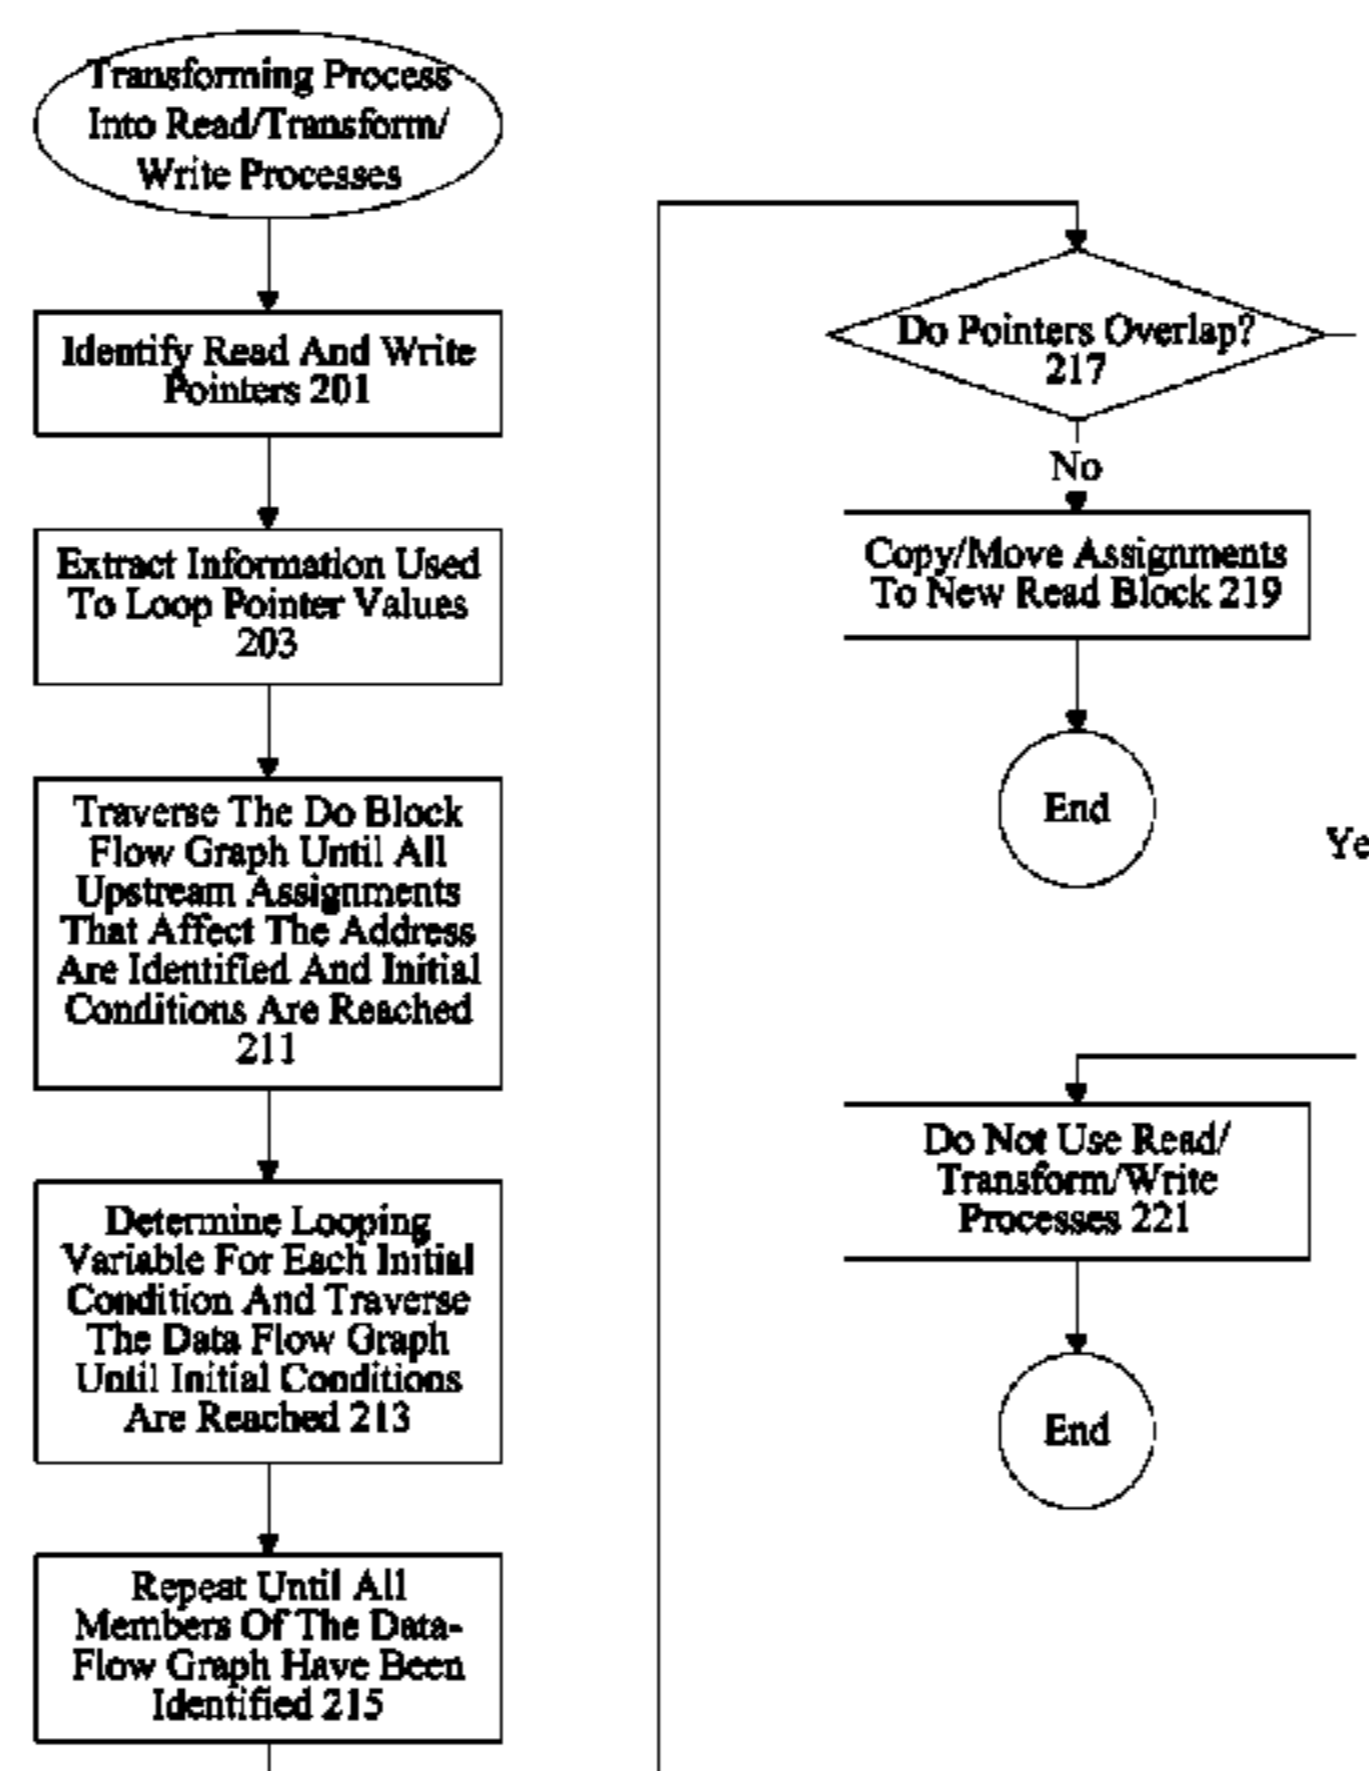 Transforming Process
Into Read/Transform/
Write Processes
Identify Read And Write
Pointers 201
Extract Information Used
To Loop Pointer Values
203
Traverse The Do Block
Flow Graph Until All
Upstream Assignments
That Affect The Address
Are Identified And Initial
Conditions Are Reached
211
Determine Looping
Variable For Each Initial
Condition And Traverse
The Data Flow Graph
Until Initial Conditions
Are Reached 213
Repeat Until All
Members Of The Data-
Flow Graph Have Been
Identified 215
Do Pointers Overlap?
217
No
Copy/Move Assignments
To New Read Block 219
End
Ye
Do Not Use Read/
Transform/Write
Processes 221
End